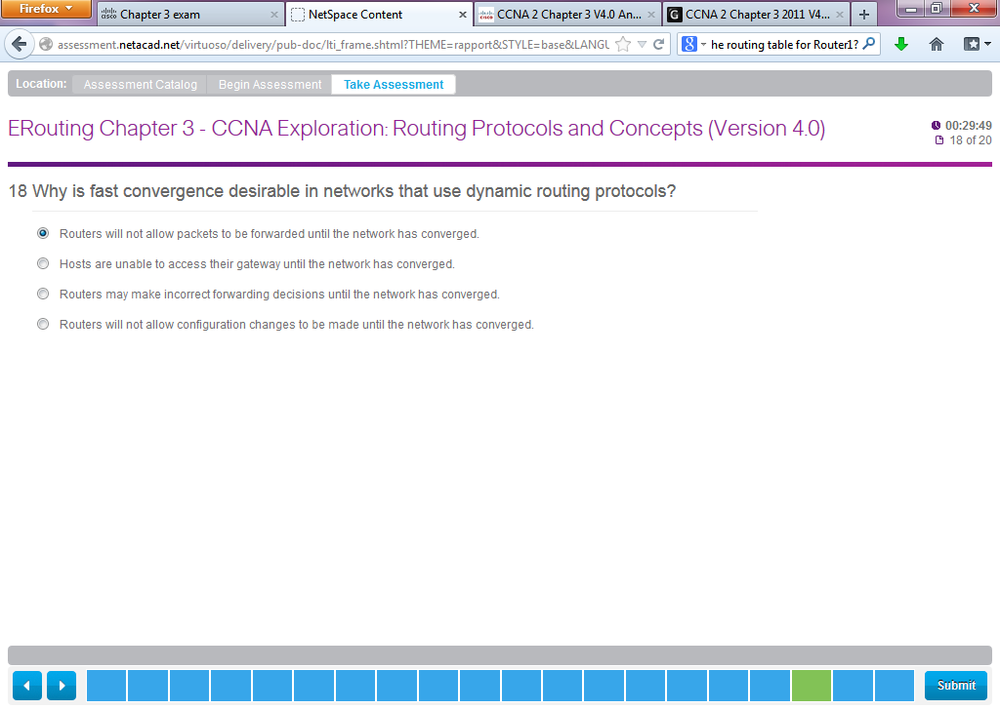 Firefox
Chapter 3 exam
NetSpace Content
CCNA 2 Chapter 3 V4.0 An...
CCNA 2 Chapter 3 2011 V4...
assessment.netacad.net/virtuoso/delivery/pub-doc/lti_frame.shtml?THEME=rapport&STYLE=base&LANGU
he routing table for Router1?
Location:
Assessment Catalog
Begin Assessment
Take Assessment
ERouting Chapter 3 - CCNA Exploration: Routing Protocols and Concepts (Version 4.0)
00:29:49
18 of 20
18 Why is fast convergence desirable in networks that use dynamic routing protocols?
Routers will not allow packets to be forwarded until the network has converged.
Hosts are unable to access their gateway until the network has converged.
Routers may make incorrect forwarding decisions until the network has converged.
Routers will not allow configuration changes to be made until the network has converged.
Submit